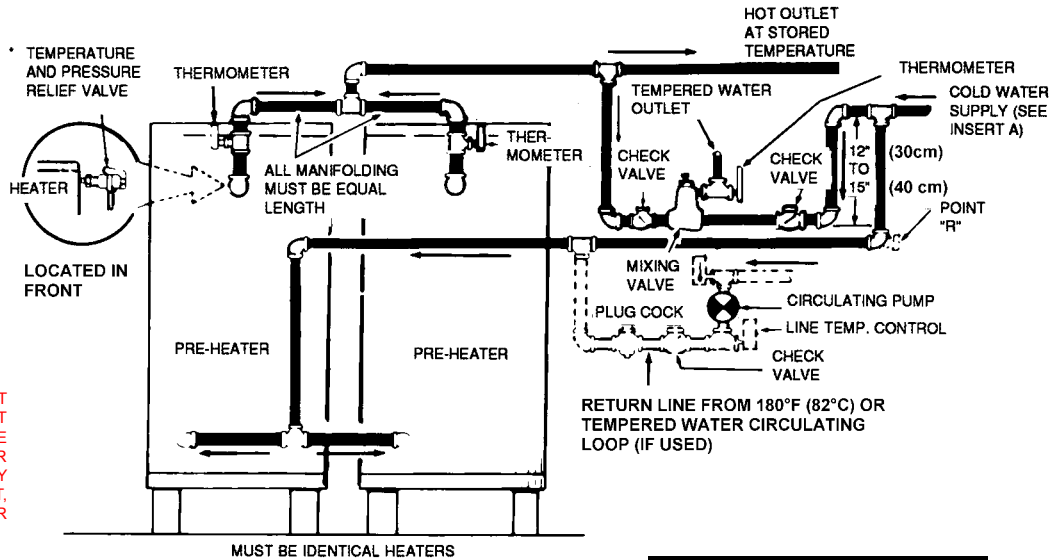 * TEMPERATURE
AND PRESSURE
RELIEF VALVE
THERMOMETER
HOT OUTLET
AT STORED
TEMPERATURE
THERMOMETER
TEMPERED WATER
OUTLET
COLD WATER
SUPPLY (SEE
INSERT A)
HEATER
THER-
MOMETER
ALL MANIFOLDING
MUST BE EQUAL
LENGTH
CHECK
VALVE
CHECK
VALVE
12" (30cm)
TO
15" (40 cm)
POINT
"R"
LOCATED IN
FRONT
MIXING
VALVE
CIRCULATING PUMP
PLUG COCK
LINE TEMP. CONTROL
PRE-HEATER
PRE-HEATER
CHECK
VALVE
RETURN LINE FROM 180°F (82°C) OR
TEMPERED WATER CIRCULATING
LOOP (IF USED)
T
T
E
R
Y
T,
R
MUST BE IDENTICAL HEATERS